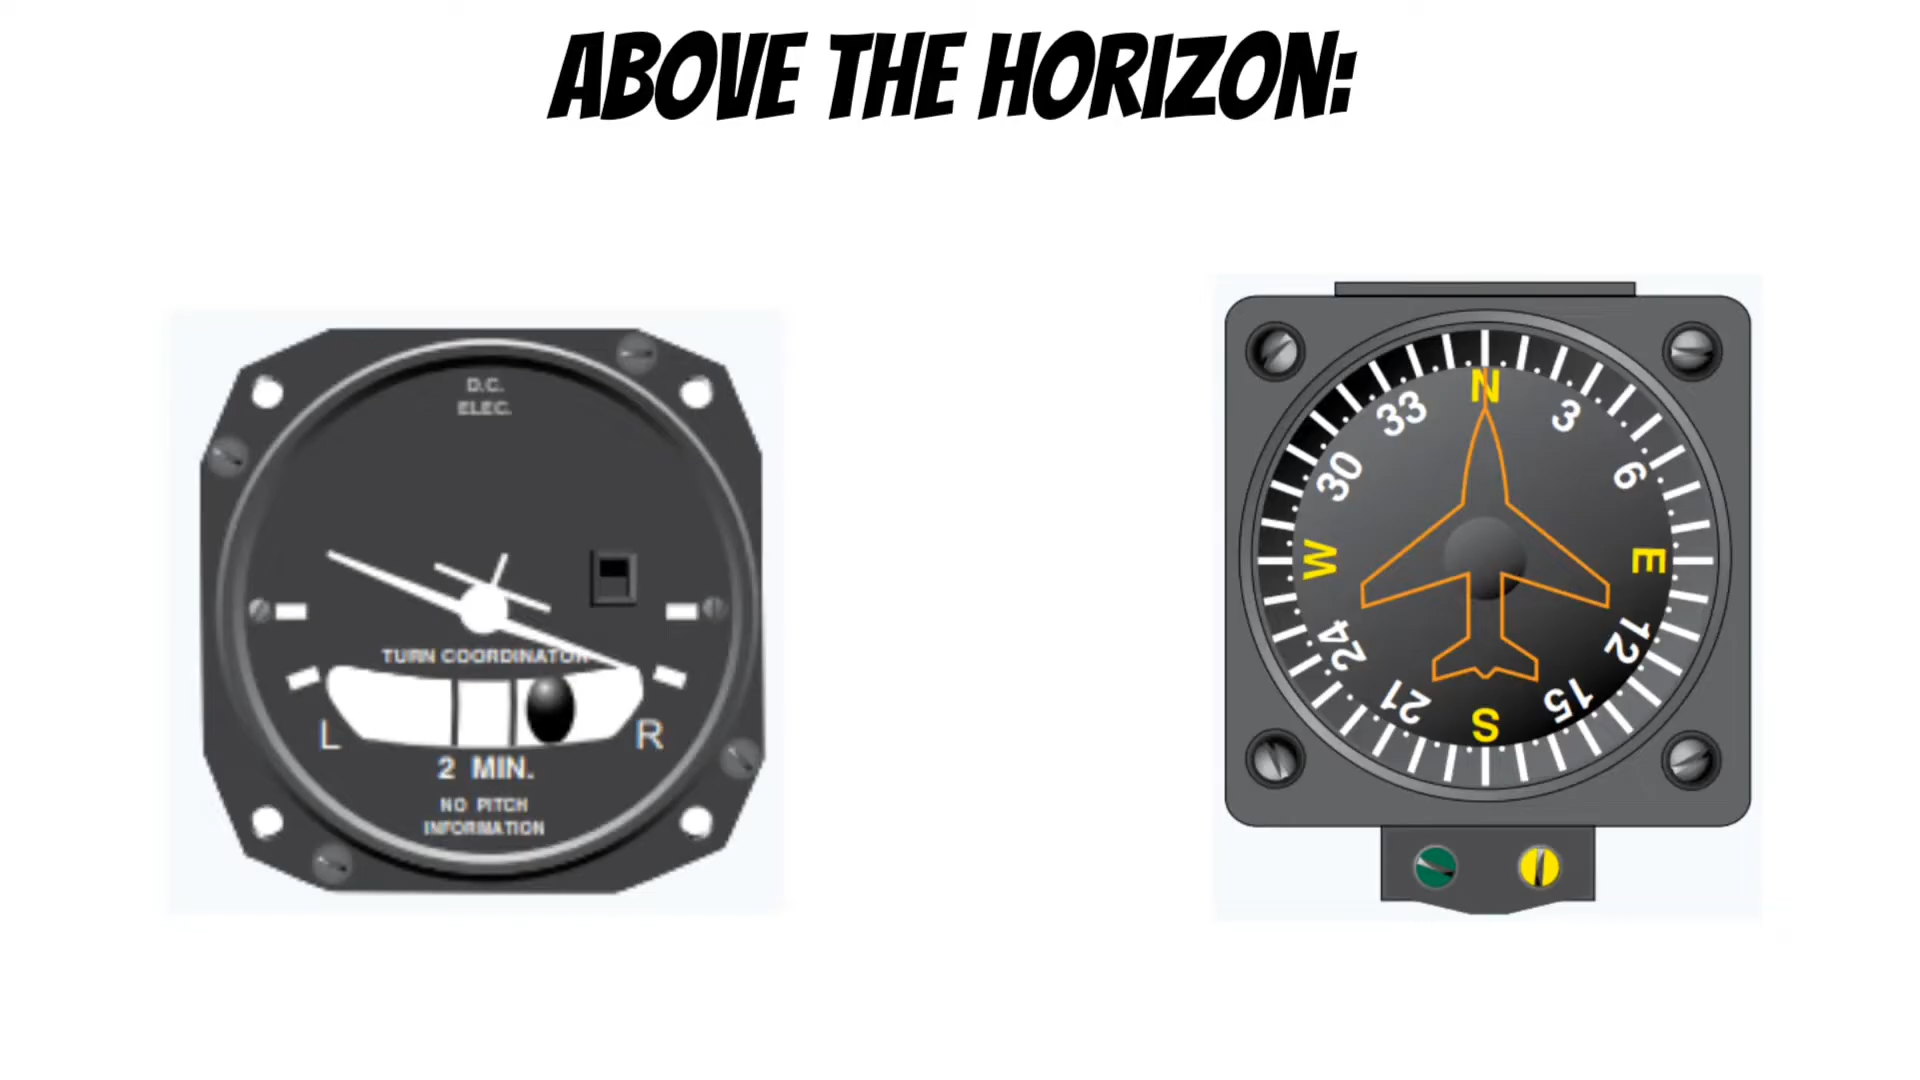 ABOVE THE HORIZON:
D.C.
ELEC.
TURN COORDINATOR
L R
2 MIN.
NO PITCH
INFORMATION
N
33 3
30 6
W E
24 12
21 15
S